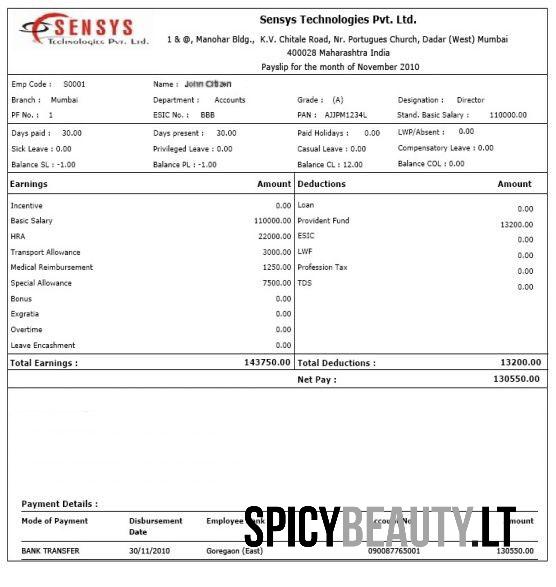 SENSYS
Technologies Pvt. Ltd.
Sensys Technologies Pvt. Ltd.
1 & @, Manohar Bldg., K.V. Chitale Road, Nr. Portugues Church, Dadar (West) Mumbai
400028 Maharashtra India
Payslip for the month of November 2010
Emp Code : S0001 Name : John Citizen
Branch : Mumbai Department : Accounts Grade : (A) Designation : Director
PF No. : 1 ESIC No. : BBB PAN : AJJPM1234L Stand. Basic Salary : 110000.00
Days paid : 30.00 Days present : 30.00 Paid Holidays : 0.00 LWP/Absent : 0.00
Sick Leave : 0.00 Privileged Leave : 0.00 Casual Leave : 0.00 Compensatory Leave : 0.00
Balance SL : -1.00 Balance PL : -1.00 Balance CL : 12.00 Balance COL : 0.00
Earnings Amount Deductions Amount
Incentive 0.00 Loan 0.00
Basic Salary 110000.00 Provident Fund 13200.00
HRA 22000.00 ESIC 0.00
Transport Allowance 3000.00 LWF 0.00
Medical Reimbursement 1250.00 Profession Tax 0.00
Special Allowance 7500.00 TDS 0.00
Bonus 0.00
Exgratia 0.00
Overtime 0.00
Leave Encashment 0.00
Total Earnings : 143750.00 Total Deductions : 13200.00
Net Pay : 130550.00
Payment Details :
Mode of Payment Disbursement Date Employee Amount
BANK TRANSFER 30/11/2010 Goregaon (East) 090087765001 130550.00
SPICYBEAUTY.LT